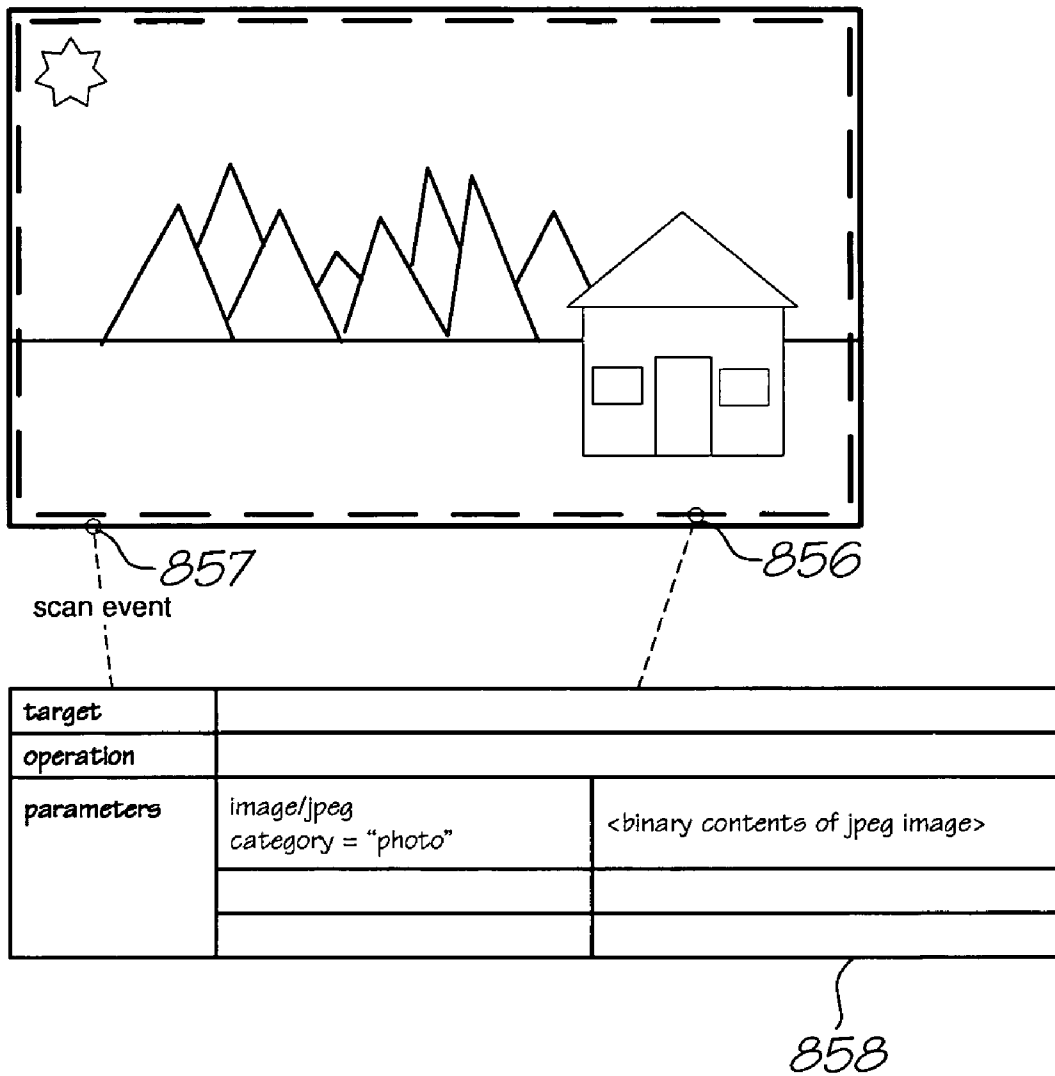 857
856
scan event
target
operation
parameters
image/jpeg
category = “photo”
<binary contents of jpeg image>
858